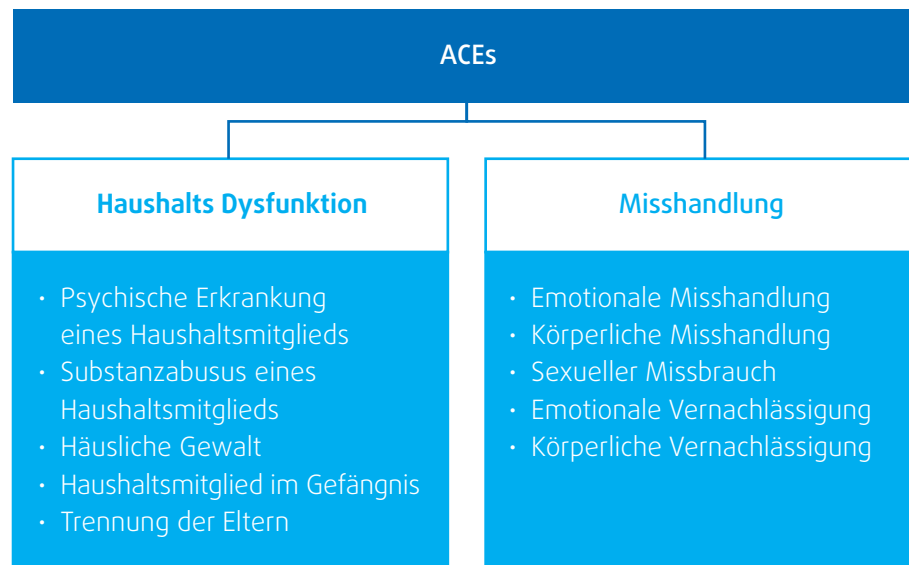 ACEs
Haushalts Dysfunktion
· Psychische Erkrankung
eines Haushaltsmitglieds
· Substanzabusus eines
Haushaltsmitglieds
· Häusliche Gewalt
· Haushaltsmitglied im Gefängnis
· Trennung der Eltern
Misshandlung
· Emotionale Misshandlung
· Körperliche Misshandlung
· Sexueller Missbrauch
· Emotionale Vernachlässigung
· Körperliche Vernachlässigung